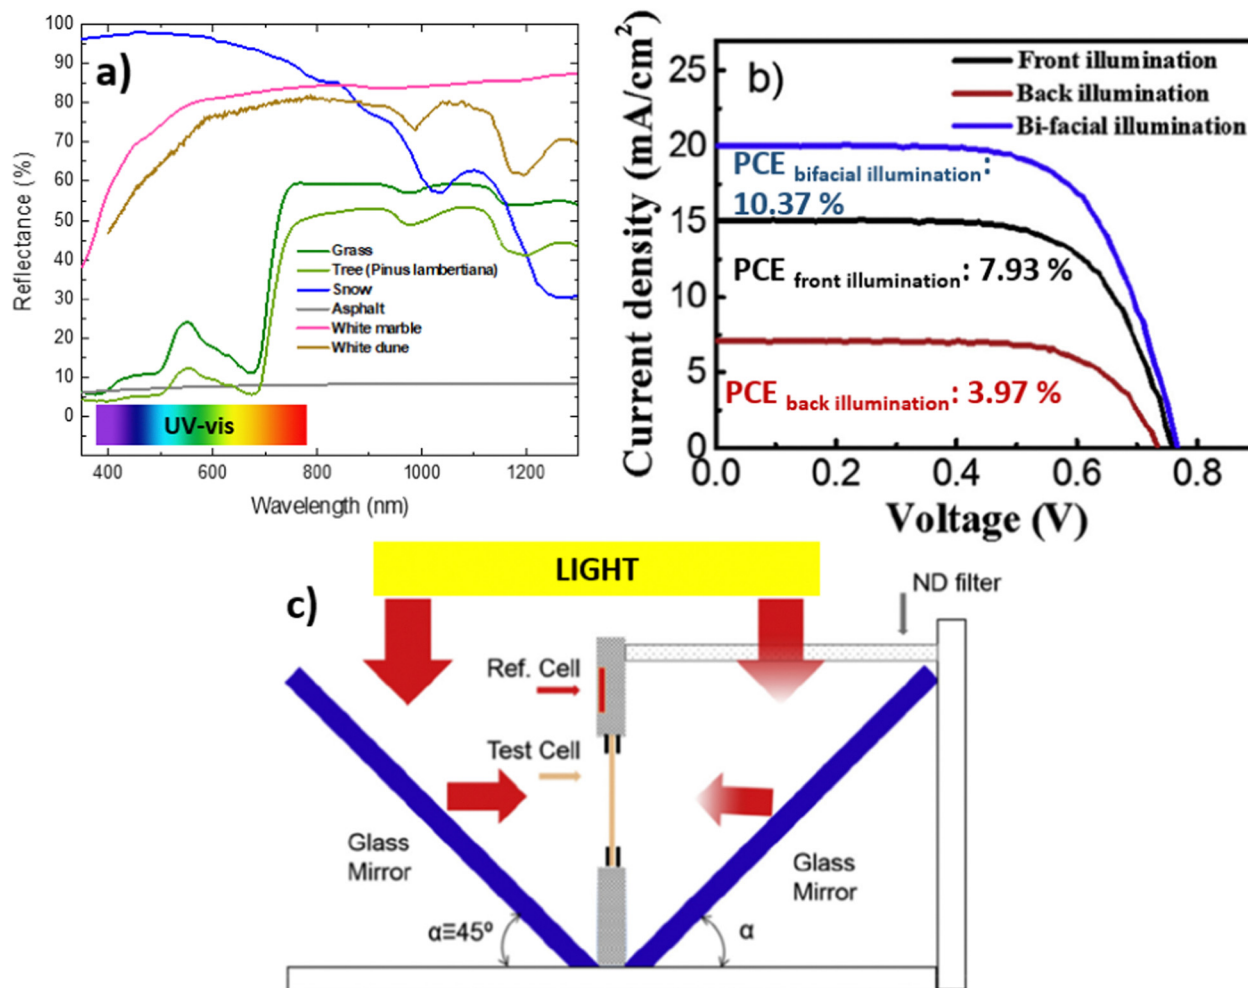 a)
Reflectance (%)
100
90
80
70
60
50
40
30
20
10
0
Grass
Tree (Pinus lambertiana)
Snow
Asphalt
White marble
White dune
UV-vis
400 600 800 1000 1200
Wavelength (nm)
b)
Current density (mA/cm²)
25
20
15
10
5
0
Front illumination
Back illumination
Bi-facial illumination
PCE bifacial illumination:
10.37 %
PCE front illumination: 7.93 %
PCE back illumination: 3.97 %
0.0 0.2 0.4 0.6 0.8
Voltage (V)
c)
LIGHT
ND filter
Ref. Cell
Test Cell
Glass
Mirror
Glass
Mirror
α≡45º
α